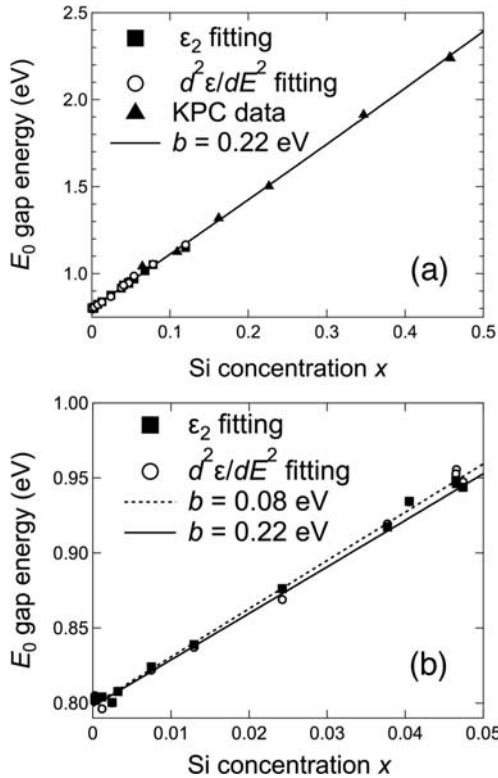 2.5
2.0
1.5
1.0
E₀ gap energy (eV)
ε₂ fitting
d²ε/dE² fitting
KPC data
b = 0.22 eV
(a)
0 0.1 0.2 0.3 0.4 0.5
Si concentration x
1.00
0.95
0.90
0.85
0.80
E₀ gap energy (eV)
ε₂ fitting
d²ε/dE² fitting
b = 0.08 eV
b = 0.22 eV
(b)
0 0.01 0.02 0.03 0.04 0.05
Si concentration x